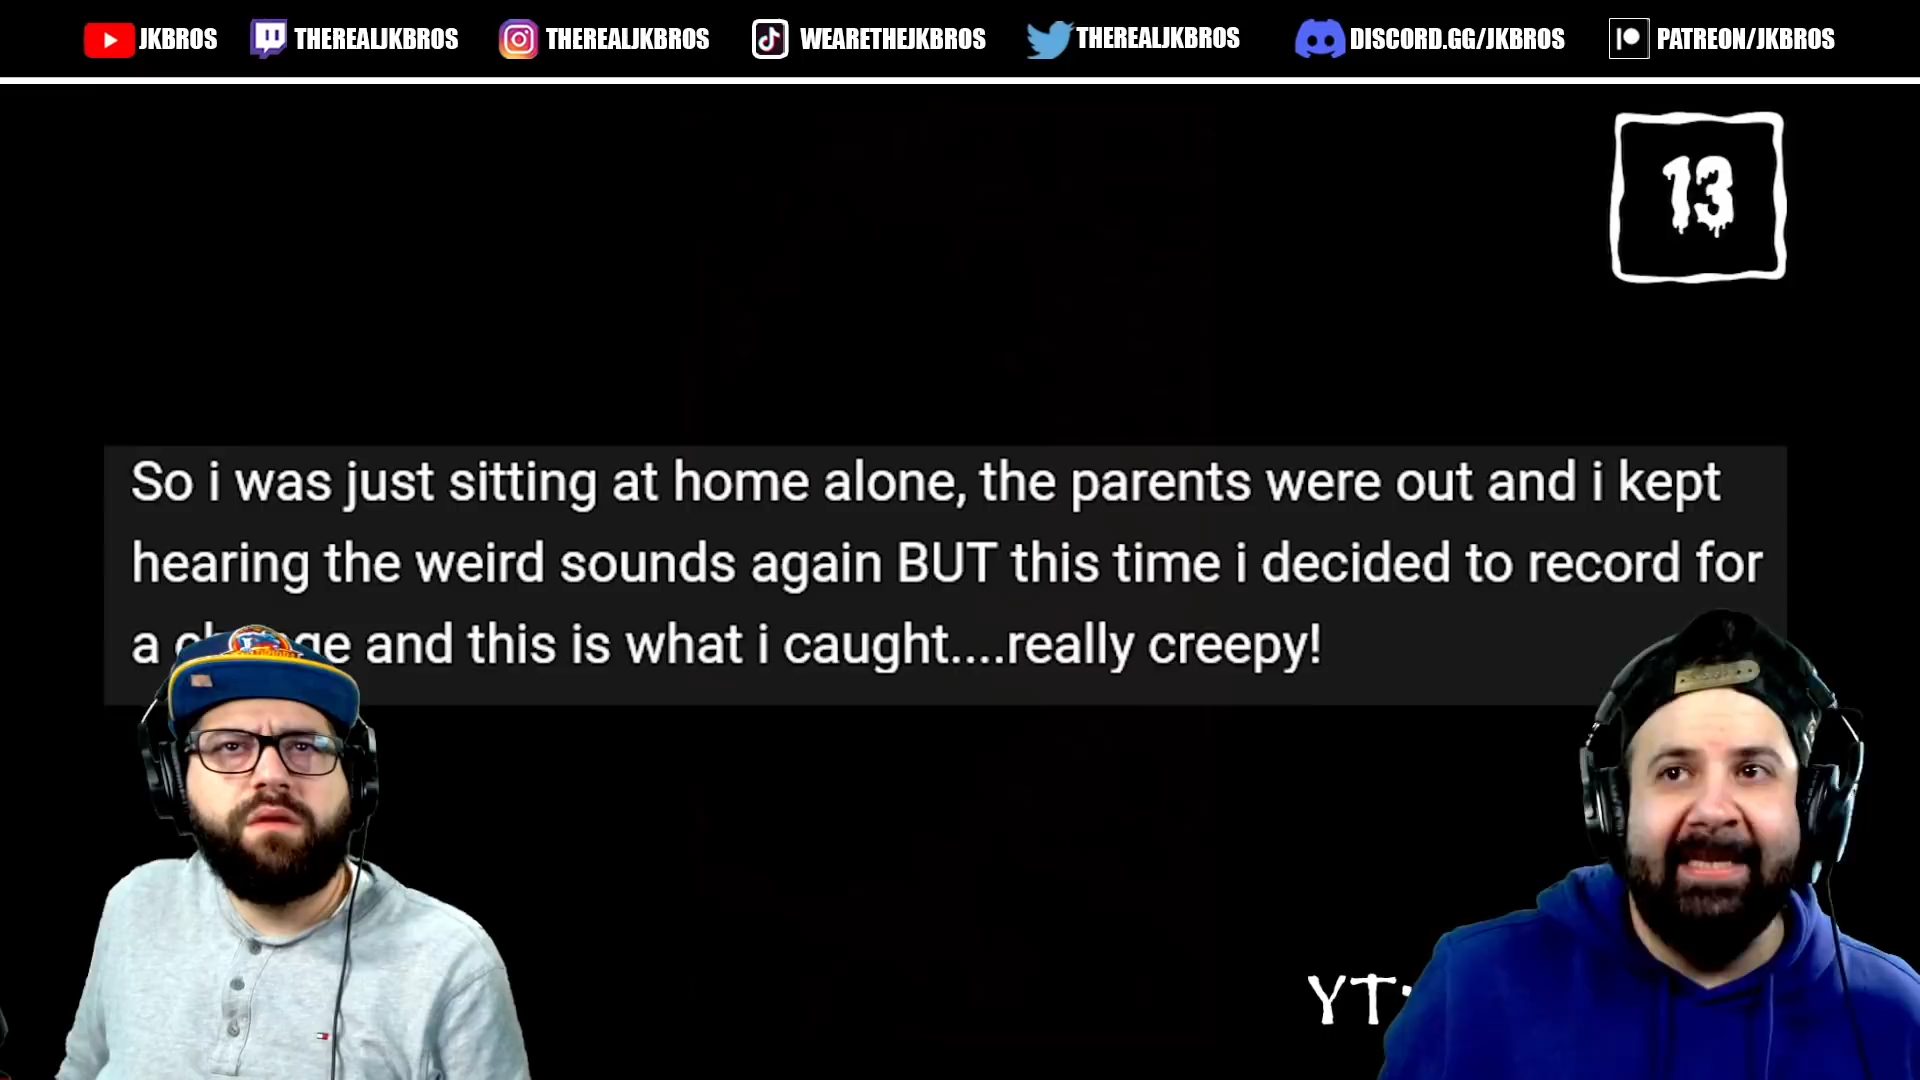 JKBROS THEREALJKBROS THEREALJKBROS WEARETHEJKBROS THEREALJKBROS DISCORD.GG/JKBROS PATREON/JKBROS
13
So i was just sitting at home alone, the parents were out and i kept
hearing the weird sounds again BUT this time i decided to record for
a and this is what i caught....really creepy!
YT: